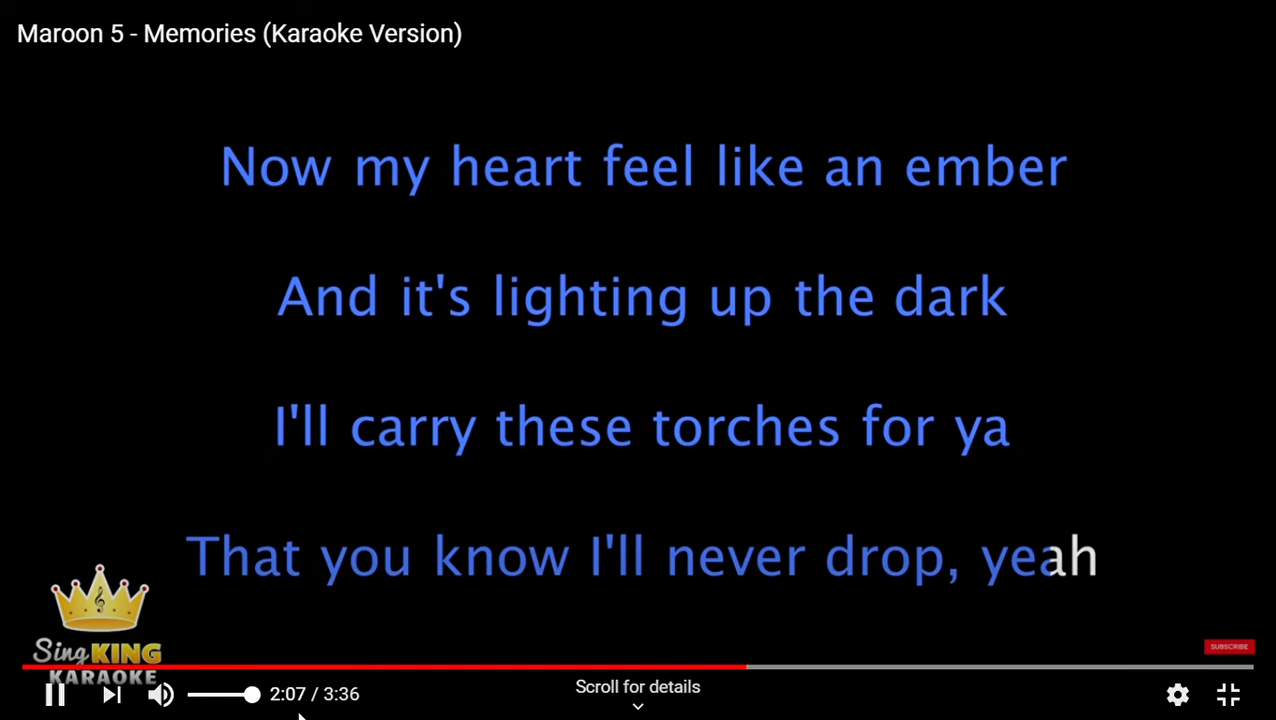 Maroon 5 - Memories (Karaoke Version)
Now my heart feel like an ember
And it's lighting up the dark
I'll carry these torches for ya
That you know I'll never drop, yeah
Sing KING
KARAOKE
SUBSCRIBE
2:07 / 3:36
Scroll for details